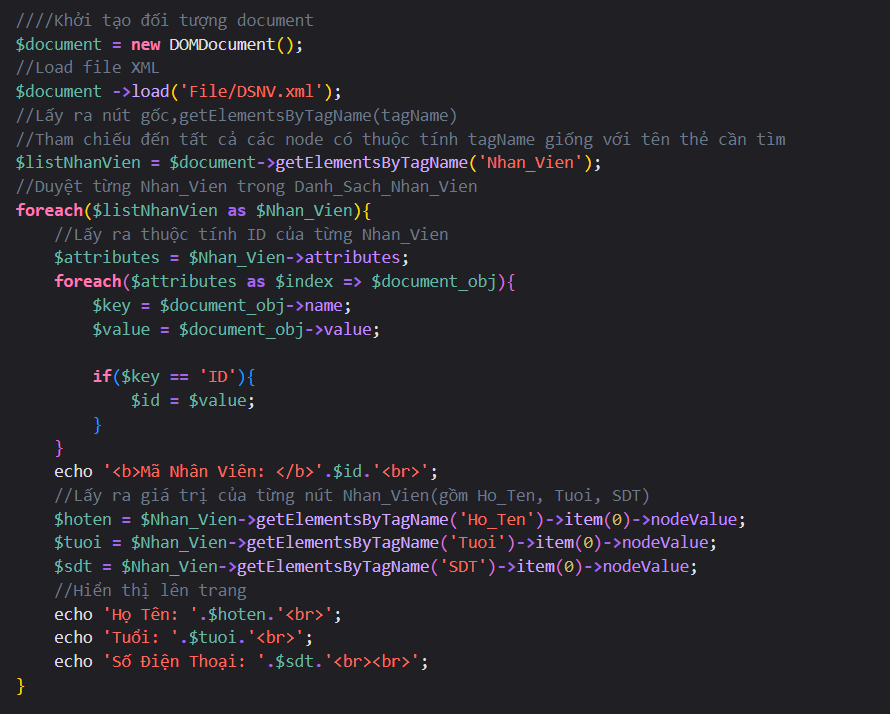 ////Khởi tạo đối tượng document
$document = new DOMDocument();
//Load file XML
$document ->load('File/DSNV.xml');
//Lấy ra nút gốc,getElementsByTagName(tagName)
//Tham chiếu đến tất cả các node có thuộc tính tagName giống với tên thẻ cần tìm
$listNhanVien = $document->getElementsByTagName('Nhan_Vien');
//Duyệt từng Nhan_Vien trong Danh_Sach_Nhan_Vien
foreach($listNhanVien as $Nhan_Vien){
    //Lấy ra thuộc tính ID của từng Nhan_Vien
    $attributes = $Nhan_Vien->attributes;
    foreach($attributes as $index => $document_obj){
        $key = $document_obj->name;
        $value = $document_obj->value;

        if($key == 'ID'){
            $id = $value;
        }
    }
    echo '<b>Mã Nhân Viên: </b>'.$id.'<br>';
    //Lấy ra giá trị của từng nút Nhan_Vien(gồm Ho_Ten, Tuoi, SDT)
    $hoten = $Nhan_Vien->getElementsByTagName('Ho_Ten')->item(0)->nodeValue;
    $tuoi = $Nhan_Vien->getElementsByTagName('Tuoi')->item(0)->nodeValue;
    $sdt = $Nhan_Vien->getElementsByTagName('SDT')->item(0)->nodeValue;
    //Hiển thị lên trang
    echo 'Họ Tên: '.$hoten.'<br>';
    echo 'Tuổi: '.$tuoi.'<br>';
    echo 'Số Điện Thoại: '.$sdt.'<br><br>';
}